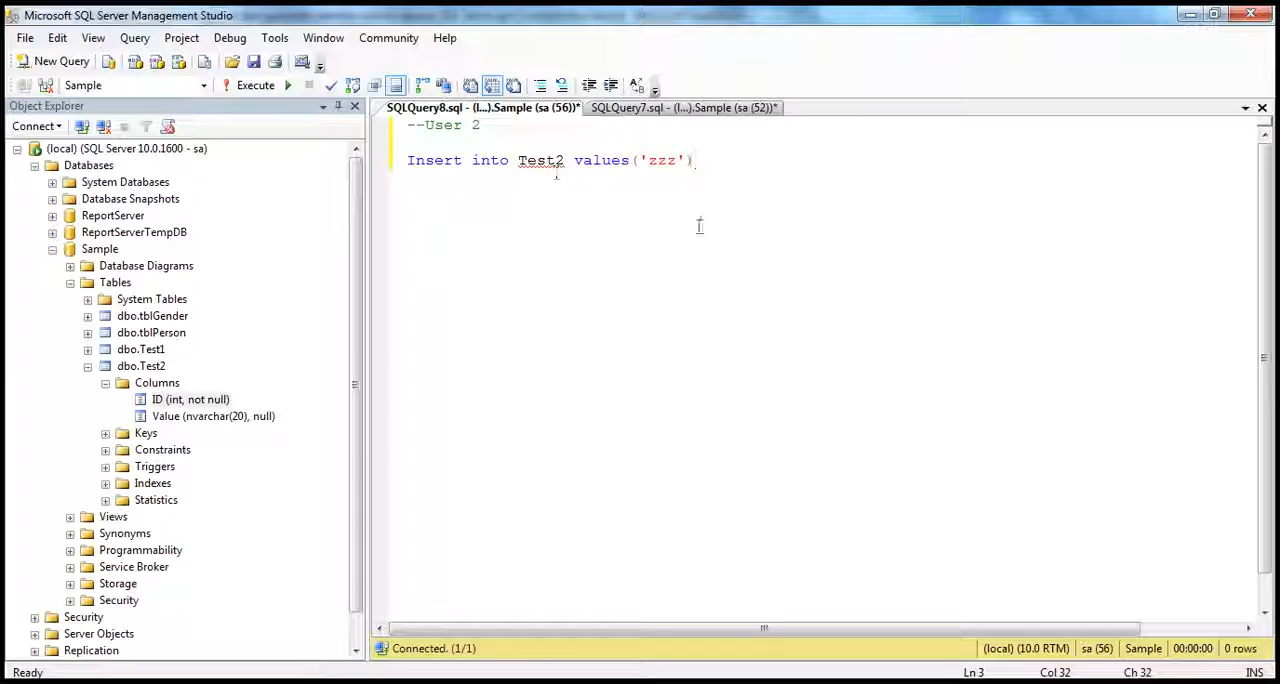 Microsoft SQL Server Management Studio
File Edit View Query Project Debug Tools Window Community Help
New Query
Sample Execute
Object Explorer
SQLQuery8.sql - (l...).Sample (sa (56))* SQLQuery7.sql - (l...).Sample (sa (52))*
Connect
--User 2
Insert into Test2 values('zzz')
(local) (SQL Server 10.0.1600 - sa)
Databases
System Databases
Database Snapshots
ReportServer
ReportServerTempDB
Sample
Database Diagrams
Tables
System Tables
dbo.tblGender
dbo.tblPerson
dbo.Test1
dbo.Test2
Columns
ID (int, not null)
Value (nvarchar(20), null)
Keys
Constraints
Triggers
Indexes
Statistics
Views
Synonyms
Programmability
Service Broker
Storage
Security
Security
Server Objects
Replication
Connected. (1/1) (local) (10.0 RTM) sa (56) Sample 00:00:00 0 rows
Ready Ln 3 Col 32 Ch 32 INS